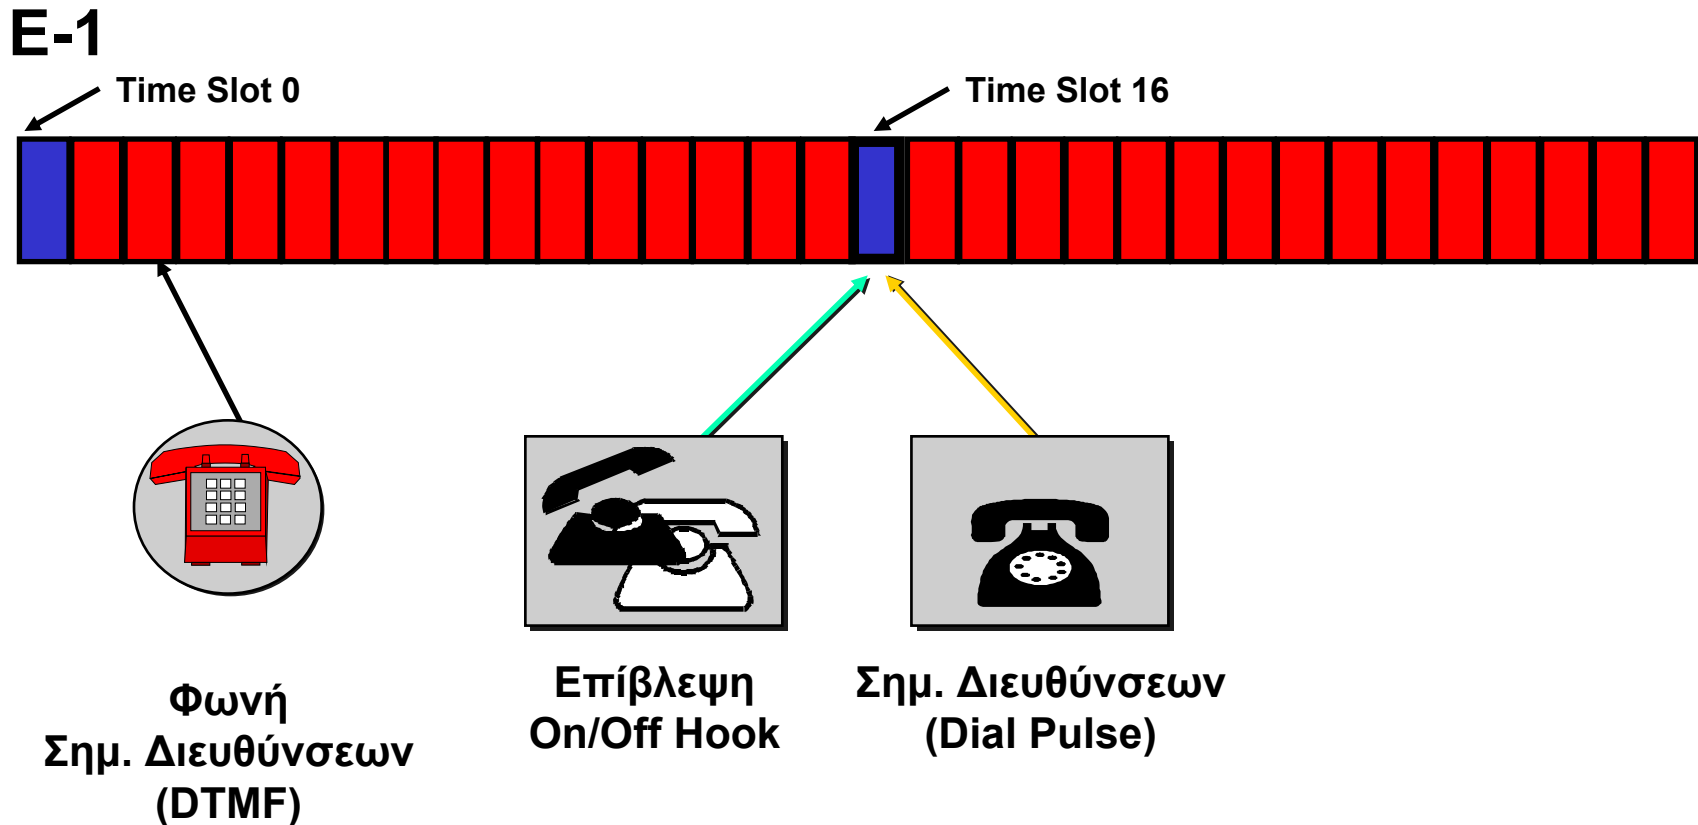 E-1
Time Slot 0
Time Slot 16
Φωνή
Σημ. Διευθύνσεων
(DTMF)
Επίβλεψη
On/Off Hook
Σημ. Διευθύνσεων
(Dial Pulse)